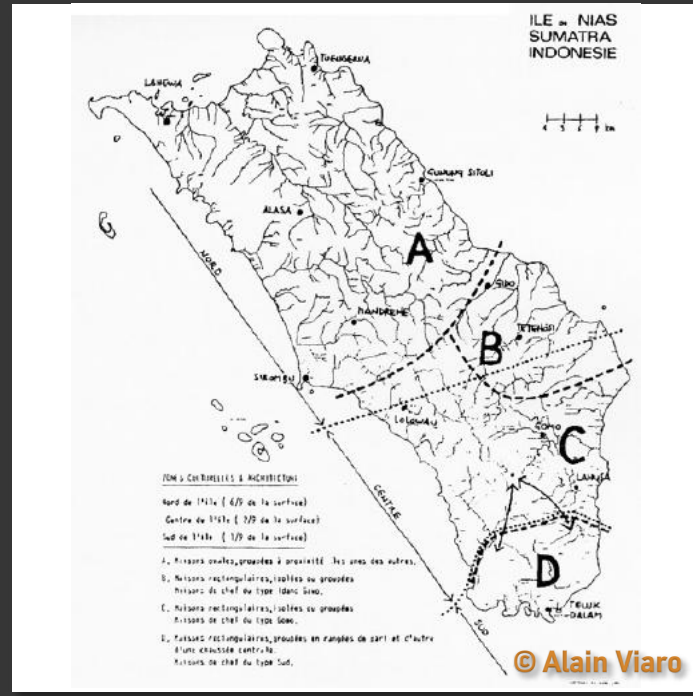 ILE DE NIAS
SUMATRA
INDONESIE
TUEGERNA
LAHEWA
km
GUNUNG SITOLI
ALASA
A
NORD
GIDO
MANDREHE
B
SIROMBU
LOLOWAU
GOMO
C
LAHUSA
CENTRE
D
TELUK
DALAM
SUD
ZONES CULTURELLES & ARCHITECTURE
Nord de l'île ( 6/9 de la surface)
Centre de l'île ( 2/9 de la surface)
Sud de l'île ( 1/9 de la surface)
A, Maisons ovales, groupées à proximité les unes des autres.
B, Maisons rectangulaires, isolées ou groupées
Maisons de chef du type Idano Gawo.
C, Maisons rectangulaires, isolées ou groupées
Maisons de chef du type Gomo.
D, Maisons rectangulaires, groupées en rangées de part et d'autre
d'une chaussée centrale.
Maisons de chef du type Sud.
© Alain Viaro